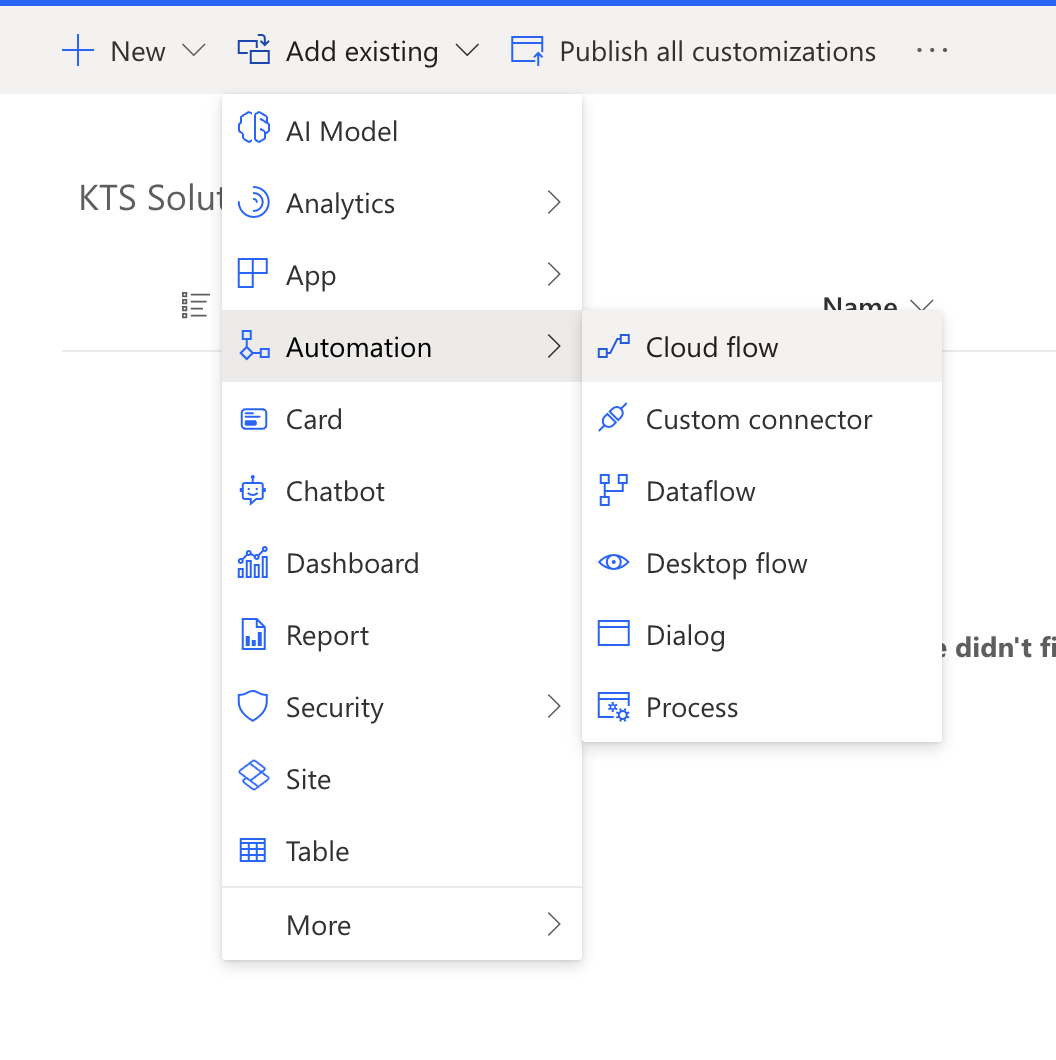 New
Add existing
Publish all customizations
AI Model
KTS Solut
Analytics
App
Name
Automation
Cloud flow
Card
Custom connector
Chatbot
Dataflow
Dashboard
Desktop flow
Report
Dialog
didn't fi
Security
Process
Site
Table
More